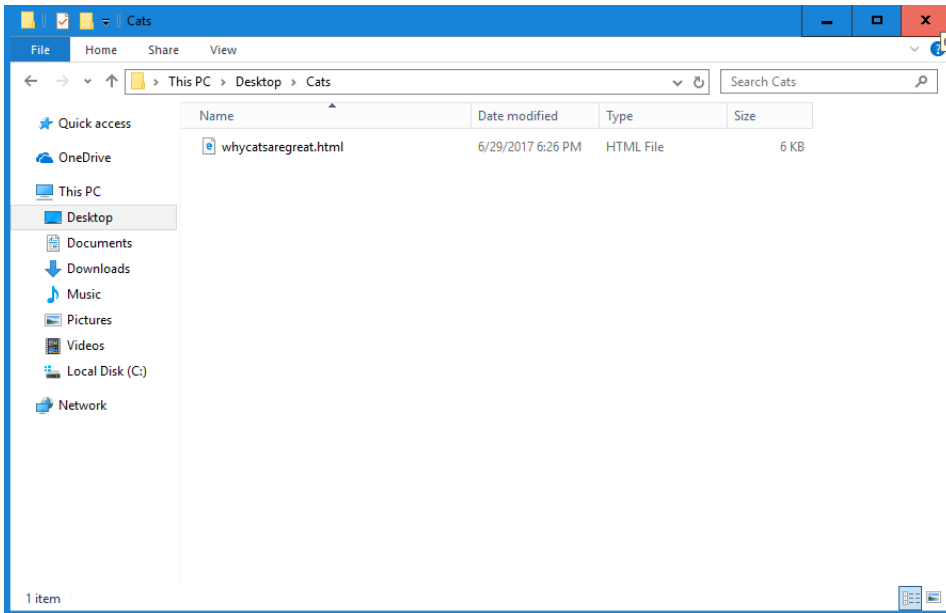 Cats
File Home Share View
This PC Desktop Cats
Search Cats
Name Date modified Type Size
whycatsaregreat.html 6/29/2017 6:26 PM HTML File 6 KB
Quick access
OneDrive
This PC
Desktop
Documents
Downloads
Music
Pictures
Videos
Local Disk (C:)
Network
1 item